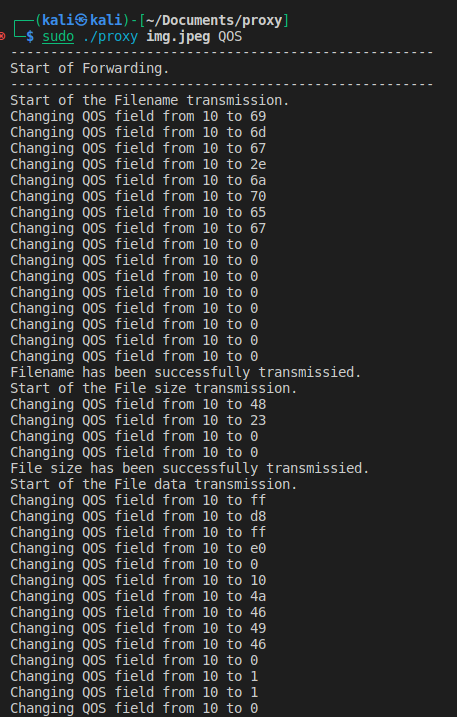 ┌──(kali㉿kali)-[~/Documents/proxy]
└─$ sudo ./proxy img.jpeg QOS
-----------------------------------------------------
Start of Forwarding.
-----------------------------------------------------
Start of the Filename transmission.
Changing QOS field from 10 to 69
Changing QOS field from 10 to 6d
Changing QOS field from 10 to 67
Changing QOS field from 10 to 2e
Changing QOS field from 10 to 6a
Changing QOS field from 10 to 70
Changing QOS field from 10 to 65
Changing QOS field from 10 to 67
Changing QOS field from 10 to 0
Changing QOS field from 10 to 0
Changing QOS field from 10 to 0
Changing QOS field from 10 to 0
Changing QOS field from 10 to 0
Changing QOS field from 10 to 0
Changing QOS field from 10 to 0
Changing QOS field from 10 to 0
Filename has been successfully transmissied.
Start of the File size transmission.
Changing QOS field from 10 to 48
Changing QOS field from 10 to 23
Changing QOS field from 10 to 0
Changing QOS field from 10 to 0
File size has been successfully transmissied.
Start of the File data transmission.
Changing QOS field from 10 to ff
Changing QOS field from 10 to d8
Changing QOS field from 10 to ff
Changing QOS field from 10 to e0
Changing QOS field from 10 to 0
Changing QOS field from 10 to 10
Changing QOS field from 10 to 4a
Changing QOS field from 10 to 46
Changing QOS field from 10 to 49
Changing QOS field from 10 to 46
Changing QOS field from 10 to 0
Changing QOS field from 10 to 1
Changing QOS field from 10 to 1
Changing QOS field from 10 to 0